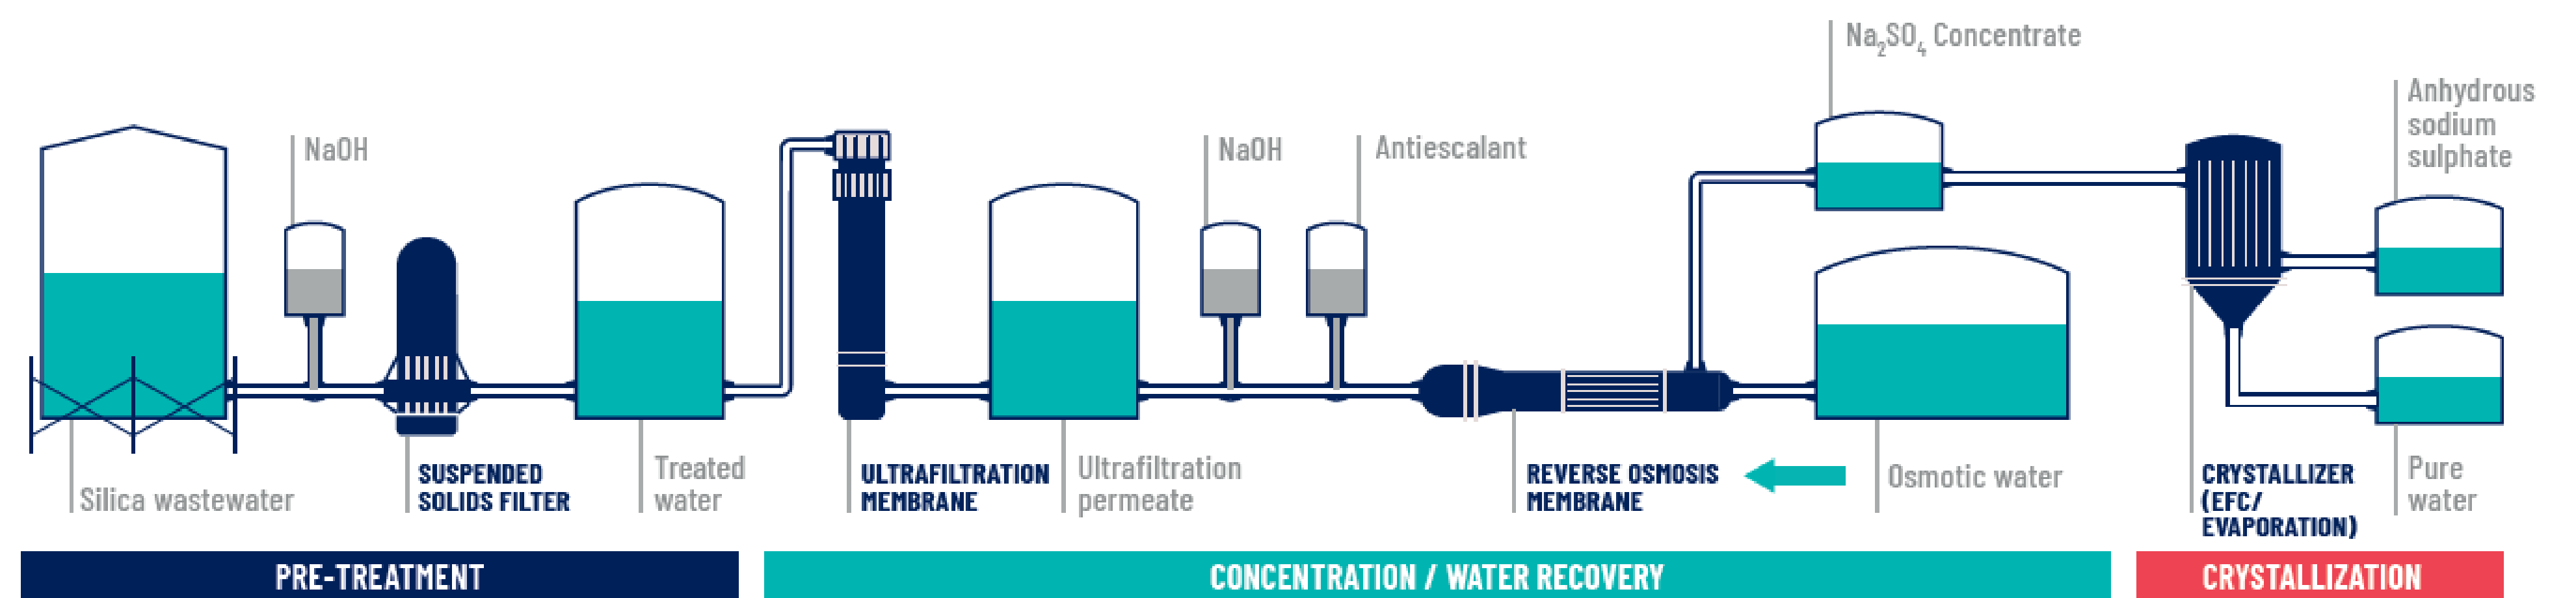 Na₂SO₄ Concentrate
Anhydrous
sodium
sulphate
NaOH
NaOH
Antiescalant
Silica wastewater
SUSPENDED
SOLIDS FILTER
Treated
water
ULTRAFILTRATION
MEMBRANE
Ultrafiltration
permeate
REVERSE OSMOSIS
MEMBRANE
Osmotic water
CRYSTALLIZER
(EFC/
EVAPORATION)
Pure
water
PRE-TREATMENT
CONCENTRATION / WATER RECOVERY
CRYSTALLIZATION